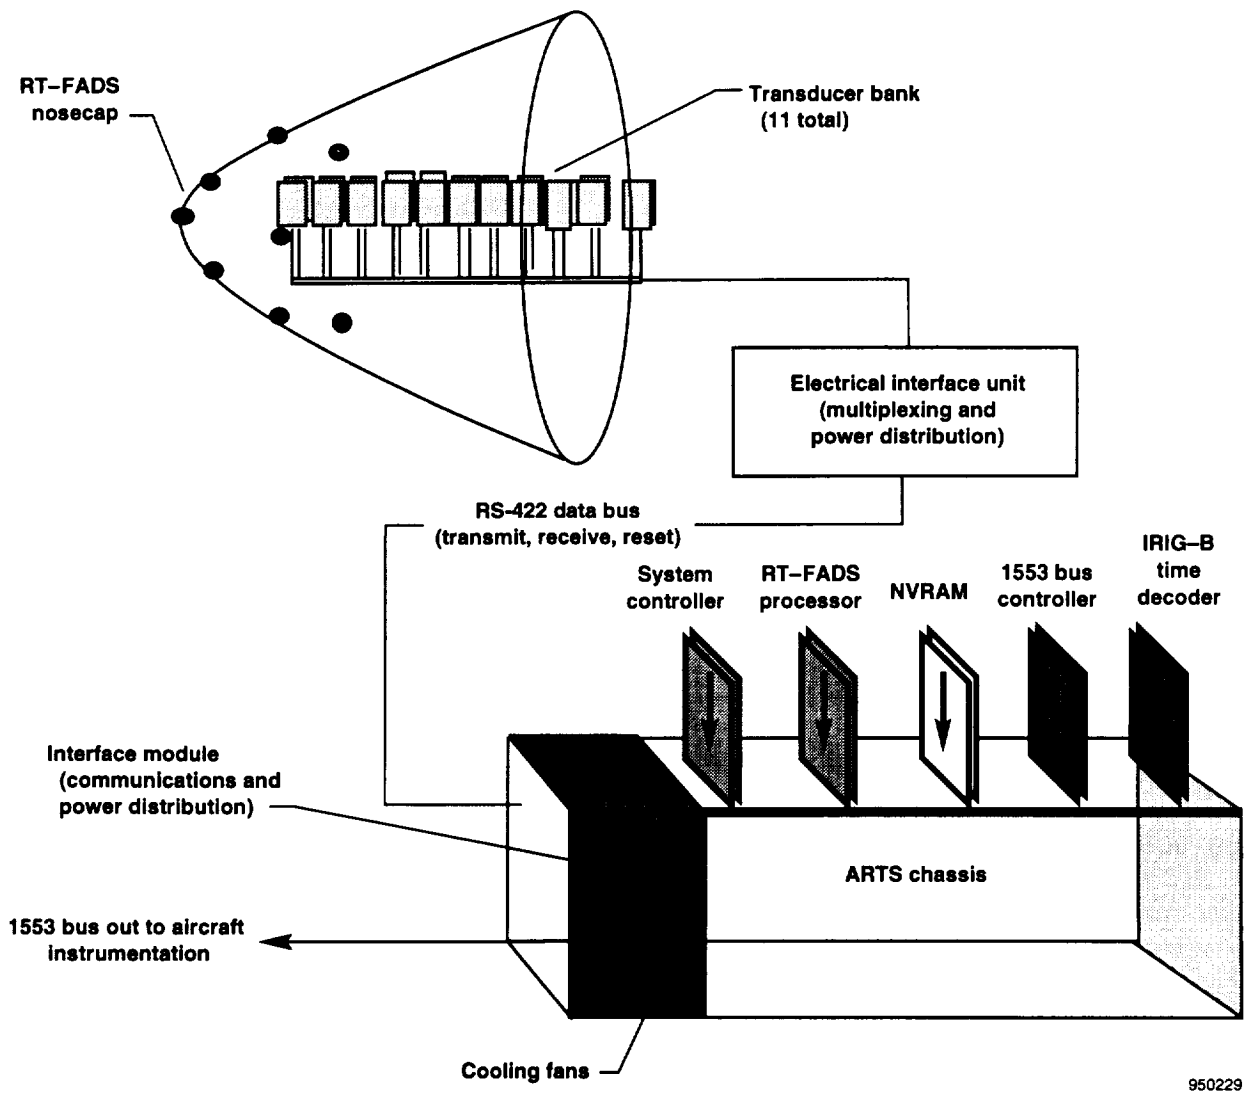 RT–FADS
nosecap
Transducer bank
(11 total)
Electrical interface unit
(multiplexing and
power distribution)
RS-422 data bus
(transmit, receive, reset)
System
controller
RT–FADS
processor
NVRAM
1553 bus
controller
IRIG–B
time
decoder
Interface module
(communications and
power distribution)
ARTS chassis
1553 bus out to aircraft
instrumentation
Cooling fans
950229